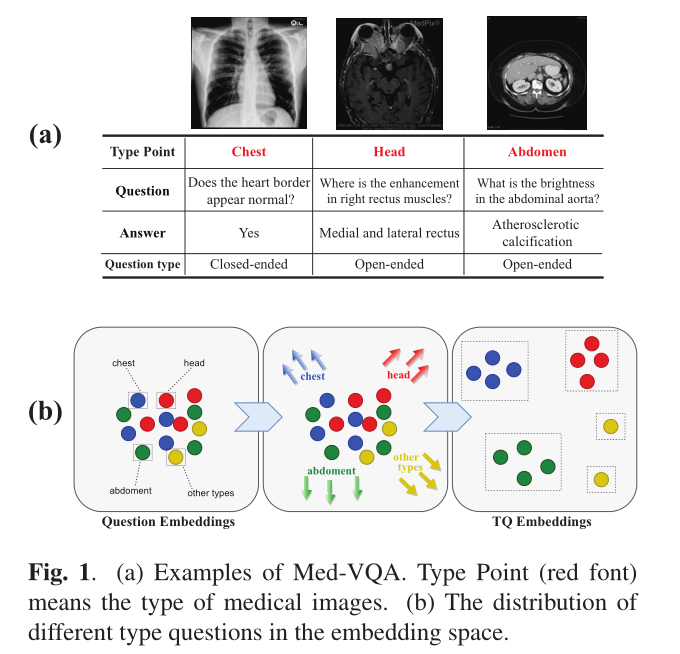 MedPix®
(a)
Type Point Chest Head Abdomen
Question Does the heart border appear normal? Where is the enhancement in right rectus muscles? What is the brightness in the abdominal aorta?
Answer Yes Medial and lateral rectus Atherosclerotic calcification
Question type Closed-ended Open-ended Open-ended
(b)
chest head
abdoment other types
Question Embeddings
chest head
abdoment other types
TQ Embeddings
Fig. 1. (a) Examples of Med-VQA. Type Point (red font)
means the type of medical images. (b) The distribution of
different type questions in the embedding space.